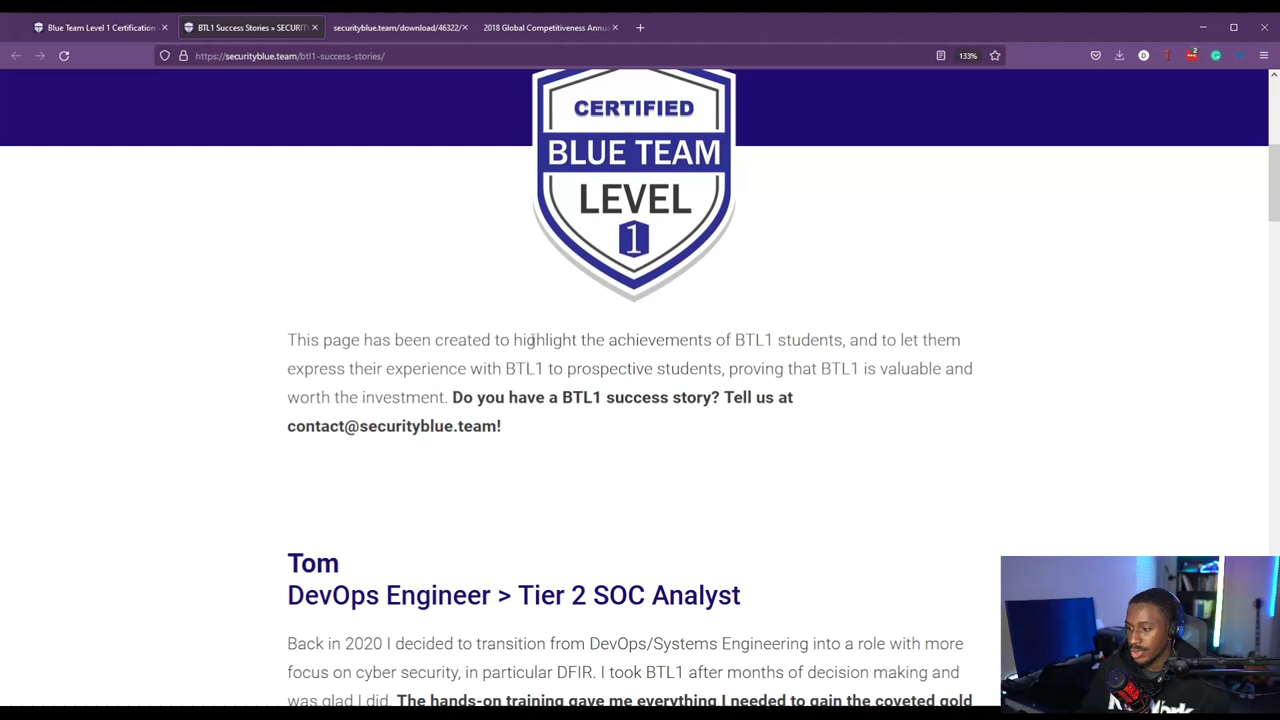 Blue Team Level 1 Certification
BTL1 Success Stories » SECURIT
securityblue.team/download/46322/
2018 Global Competitiveness Annu
https://securityblue.team/btl1-success-stories/
133%
CERTIFIED
BLUE TEAM
LEVEL
1
This page has been created to highlight the achievements of BTL1 students, and to let them
express their experience with BTL1 to prospective students, proving that BTL1 is valuable and
worth the investment. Do you have a BTL1 success story? Tell us at
contact@securityblue.team!
Tom
DevOps Engineer > Tier 2 SOC Analyst
Back in 2020 I decided to transition from DevOps/Systems Engineering into a role with more
focus on cyber security, in particular DFIR. I took BTL1 after months of decision making and
was glad I did. The hands-on training gave me everything I needed to gain the coveted gold